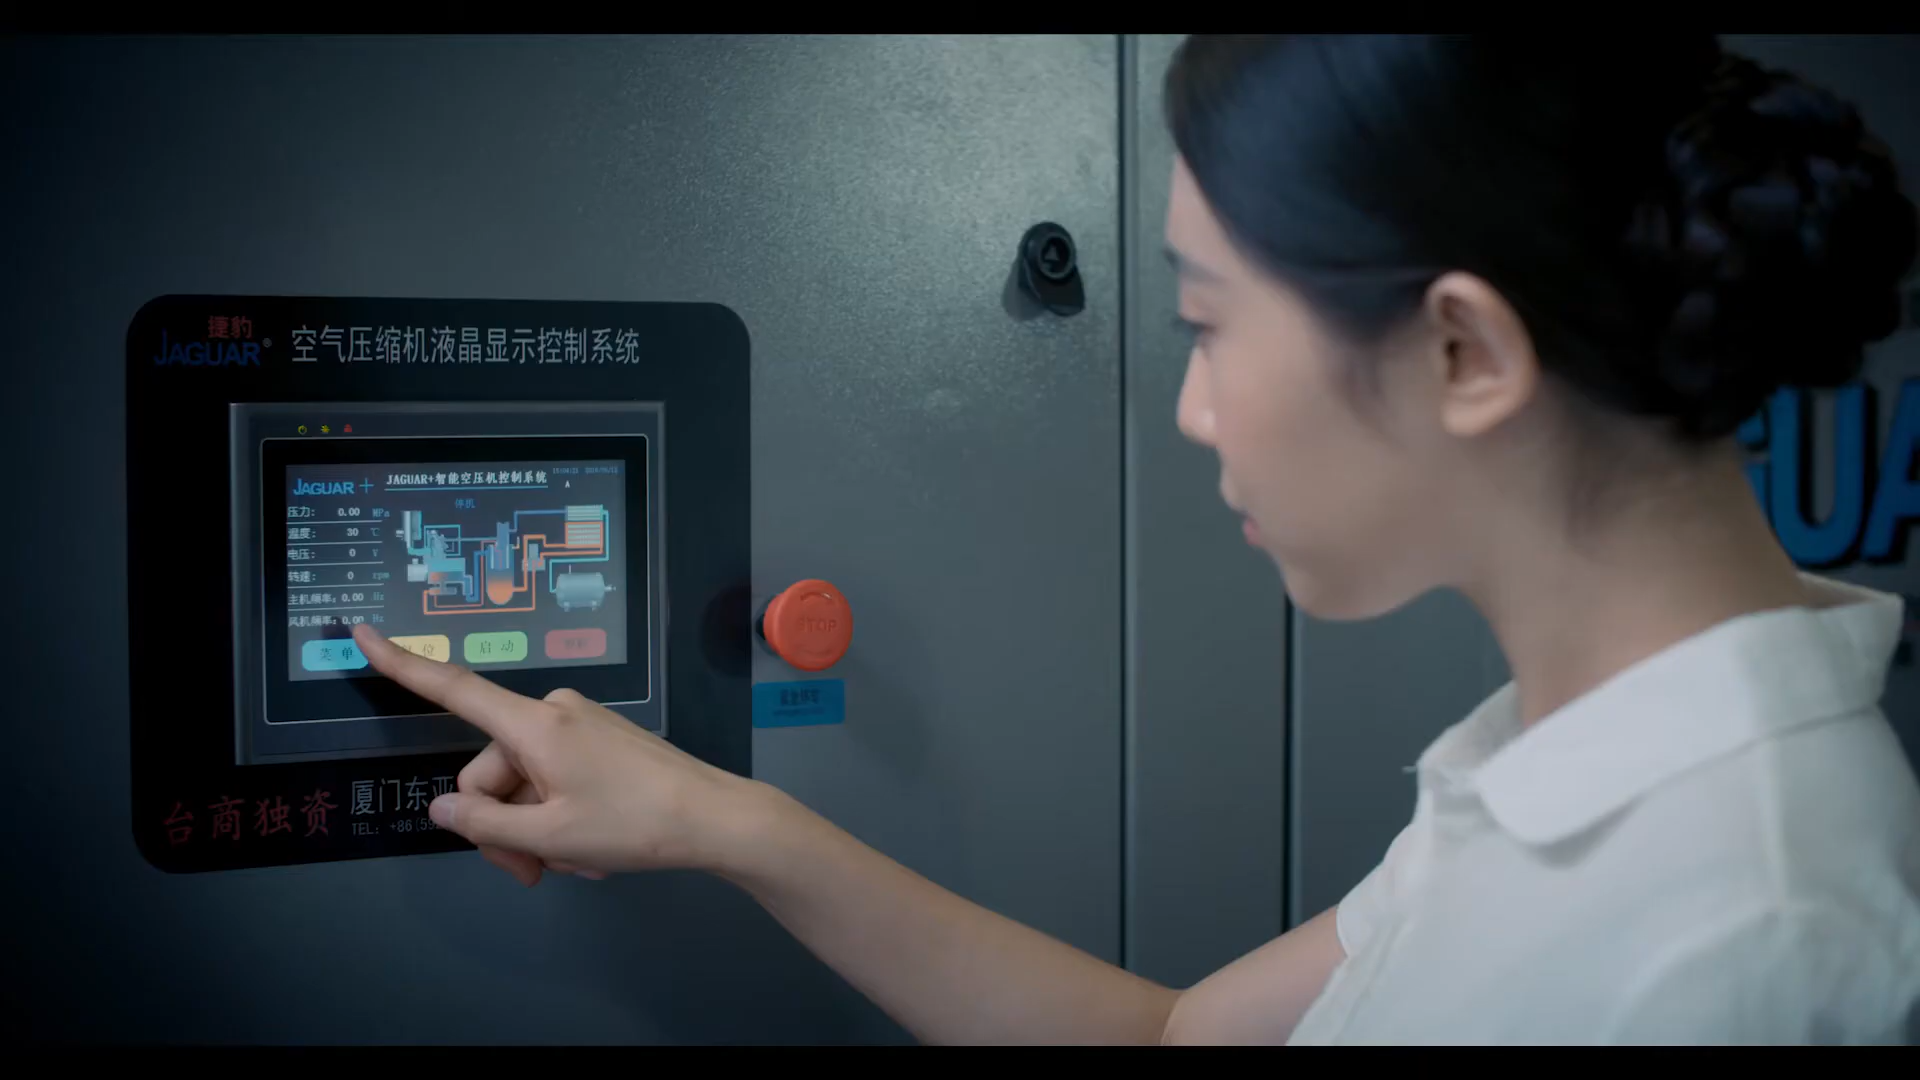 捷豹
JAGUAR®
空气压缩机液晶显示控制系统
JAGUAR+
JAGUAR+智能空压机控制系统
A
停机
压力: 0.00 MPa
温度: 30 ℃
电压: 0 V
转速: 0 rpm
主机频率: 0.00 Hz
风机频率: 0.00 Hz
菜单
位
启动
STOP
台商独资
厦门东亚
TEL: +86(592
GUA